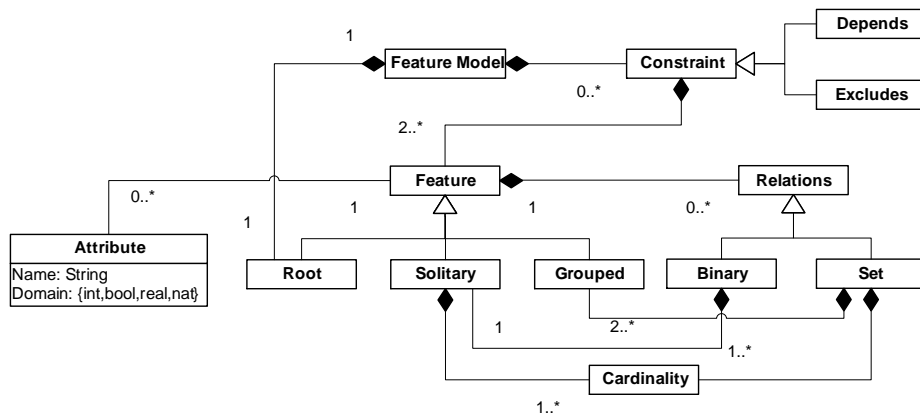 Depends
1
Feature Model
Constraint
0..*
Excludes
2..*
Feature
Relations
0..*
1
1
0..*
1
Attribute
Name: String
Domain: {int,bool,real,nat}
Root
Solitary
Grouped
Binary
Set
1
2..*
1..*
Cardinality
1..*